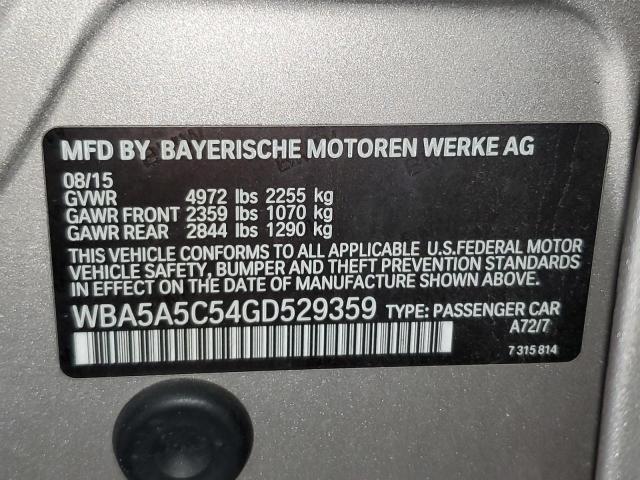 MFD BY BAYERISCHE MOTOREN WERKE AG
08/15
GVWR 4972 lbs 2255 kg
GAWR FRONT 2359 lbs 1070 kg
GAWR REAR 2844 lbs 1290 kg
THIS VEHICLE CONFORMS TO ALL APPLICABLE U.S.FEDERAL MOTOR
VEHICLE SAFETY, BUMPER AND THEFT PREVENTION STANDARDS
IN EFFECT ON THE DATE OF MANUFACTURE SHOWN ABOVE.
WBA5A5C54GD529359 TYPE: PASSENGER CAR
A72/7
7 315 814